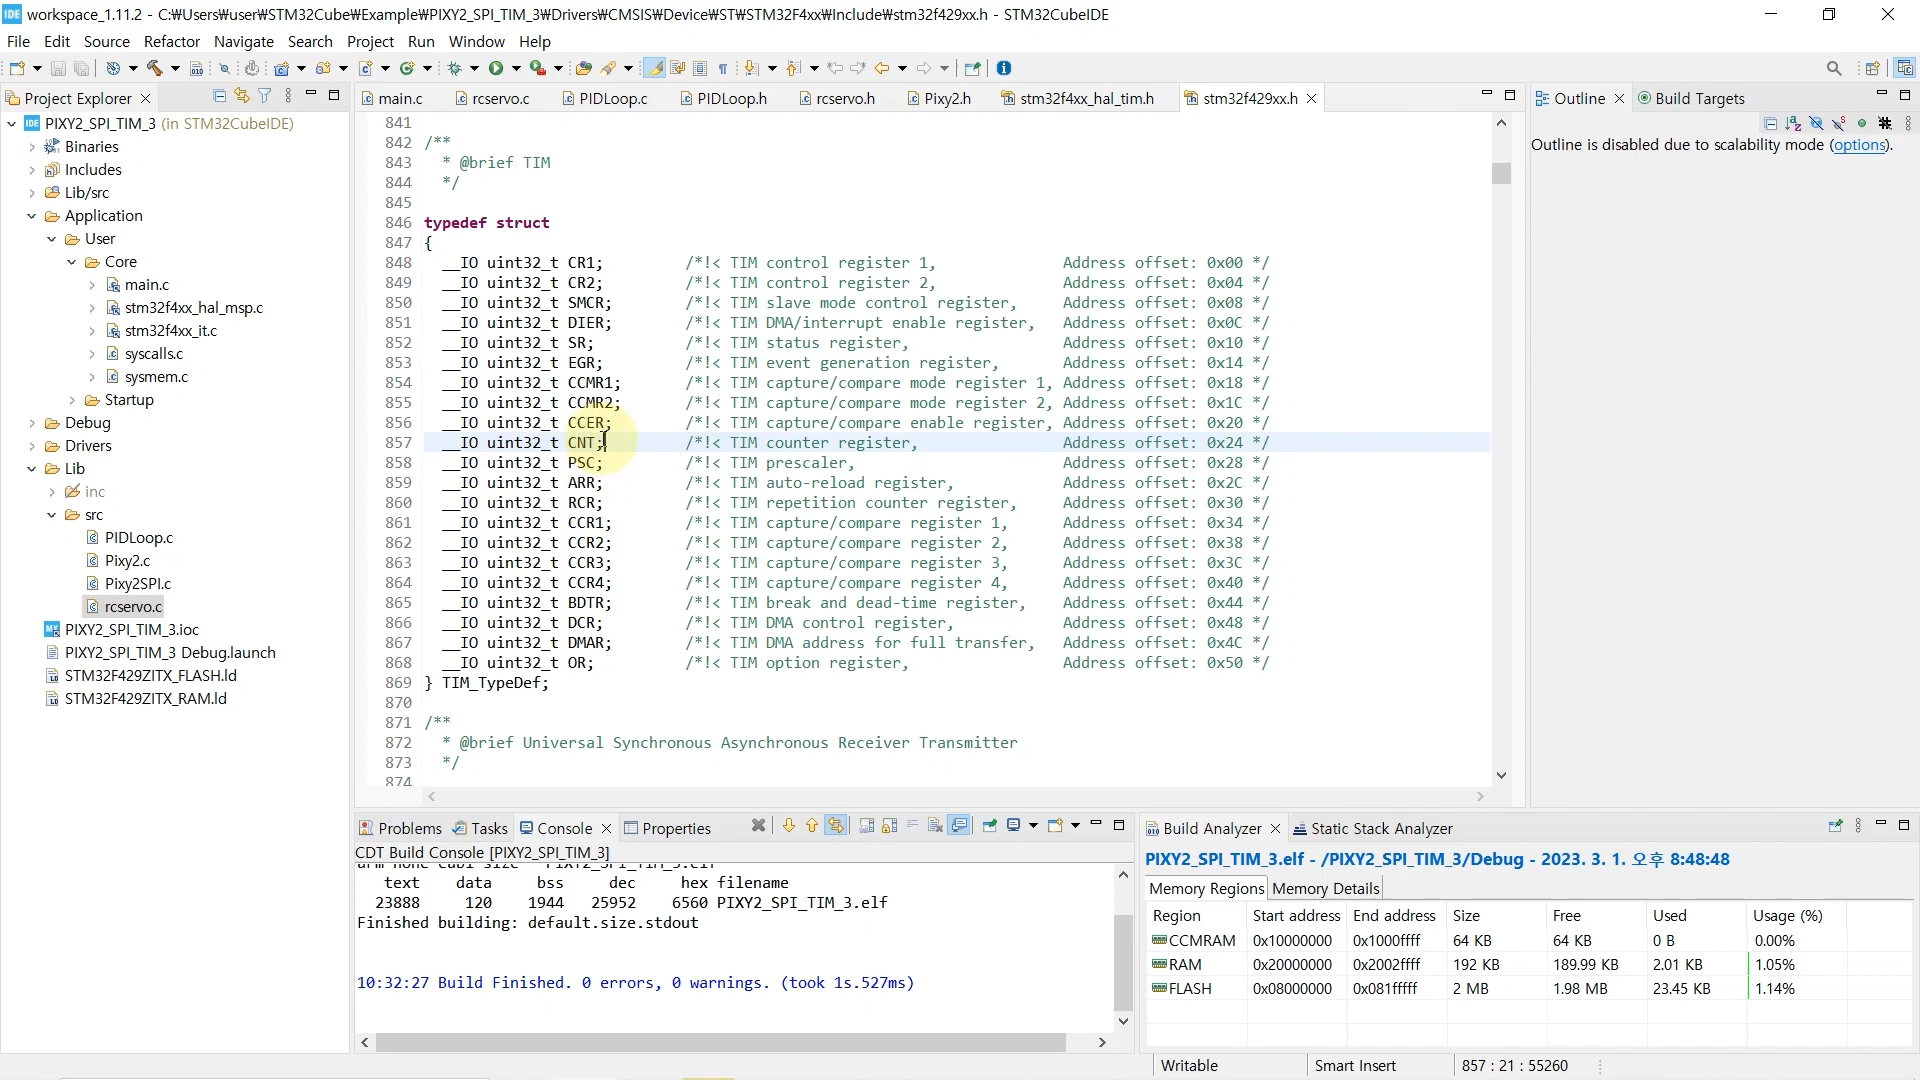 workspace_1.11.2 - C:₩Users₩user₩STM32Cube₩Example₩PIXY2_SPI_TIM_3₩Drivers₩CMSIS₩Device₩ST₩STM32F4xx₩Include₩stm32f429xx.h - STM32CubeIDE
File Edit Source Refactor Navigate Search Project Run Window Help
Project Explorer
PIXY2_SPI_TIM_3 (in STM32CubeIDE)
Binaries
Includes
Lib/src
Application
User
Core
main.c
stm32f4xx_hal_msp.c
stm32f4xx_it.c
syscalls.c
sysmem.c
Startup
Debug
Drivers
Lib
inc
src
PIDLoop.c
Pixy2.c
Pixy2SPI.c
rcservo.c
PIXY2_SPI_TIM_3.ioc
PIXY2_SPI_TIM_3 Debug.launch
STM32F429ZITX_FLASH.ld
STM32F429ZITX_RAM.ld
main.c rcservo.c PIDLoop.c PIDLoop.h rcservo.h Pixy2.h stm32f4xx_hal_tim.h stm32f429xx.h
841
842 /**
843 * @brief TIM
844 */
845
846 typedef struct
847 {
848 __IO uint32_t CR1; /*!< TIM control register 1, Address offset: 0x00 */
849 __IO uint32_t CR2; /*!< TIM control register 2, Address offset: 0x04 */
850 __IO uint32_t SMCR; /*!< TIM slave mode control register, Address offset: 0x08 */
851 __IO uint32_t DIER; /*!< TIM DMA/interrupt enable register, Address offset: 0x0C */
852 __IO uint32_t SR; /*!< TIM status register, Address offset: 0x10 */
853 __IO uint32_t EGR; /*!< TIM event generation register, Address offset: 0x14 */
854 __IO uint32_t CCMR1; /*!< TIM capture/compare mode register 1, Address offset: 0x18 */
855 __IO uint32_t CCMR2; /*!< TIM capture/compare mode register 2, Address offset: 0x1C */
856 __IO uint32_t CCER; /*!< TIM capture/compare enable register, Address offset: 0x20 */
857 __IO uint32_t CNT; /*!< TIM counter register, Address offset: 0x24 */
858 __IO uint32_t PSC; /*!< TIM prescaler, Address offset: 0x28 */
859 __IO uint32_t ARR; /*!< TIM auto-reload register, Address offset: 0x2C */
860 __IO uint32_t RCR; /*!< TIM repetition counter register, Address offset: 0x30 */
861 __IO uint32_t CCR1; /*!< TIM capture/compare register 1, Address offset: 0x34 */
862 __IO uint32_t CCR2; /*!< TIM capture/compare register 2, Address offset: 0x38 */
863 __IO uint32_t CCR3; /*!< TIM capture/compare register 3, Address offset: 0x3C */
864 __IO uint32_t CCR4; /*!< TIM capture/compare register 4, Address offset: 0x40 */
865 __IO uint32_t BDTR; /*!< TIM break and dead-time register, Address offset: 0x44 */
866 __IO uint32_t DCR; /*!< TIM DMA control register, Address offset: 0x48 */
867 __IO uint32_t DMAR; /*!< TIM DMA address for full transfer, Address offset: 0x4C */
868 __IO uint32_t OR; /*!< TIM option register, Address offset: 0x50 */
869 } TIM_TypeDef;
870
871 /**
872 * @brief Universal Synchronous Asynchronous Receiver Transmitter
873 */
874
Outline Build Targets
Outline is disabled due to scalability mode (options).
Problems Tasks Console Properties
CDT Build Console [PIXY2_SPI_TIM_3]
arm-none-eabi-size PIXY2_SPI_TIM_3.elf
text data bss dec hex filename
23888 120 1944 25952 6560 PIXY2_SPI_TIM_3.elf
Finished building: default.size.stdout
10:32:27 Build Finished. 0 errors, 0 warnings. (took 1s.527ms)
Build Analyzer Static Stack Analyzer
PIXY2_SPI_TIM_3.elf - /PIXY2_SPI_TIM_3/Debug - 2023. 3. 1. 오후 8:48:48
Memory Regions Memory Details
Region Start address End address Size Free Used Usage (%)
CCMRAM 0x10000000 0x1000ffff 64 KB 64 KB 0 B 0.00%
RAM 0x20000000 0x2002ffff 192 KB 189.99 KB 2.01 KB 1.05%
FLASH 0x08000000 0x081fffff 2 MB 1.98 MB 23.45 KB 1.14%
Writable Smart Insert 857 : 21 : 55260